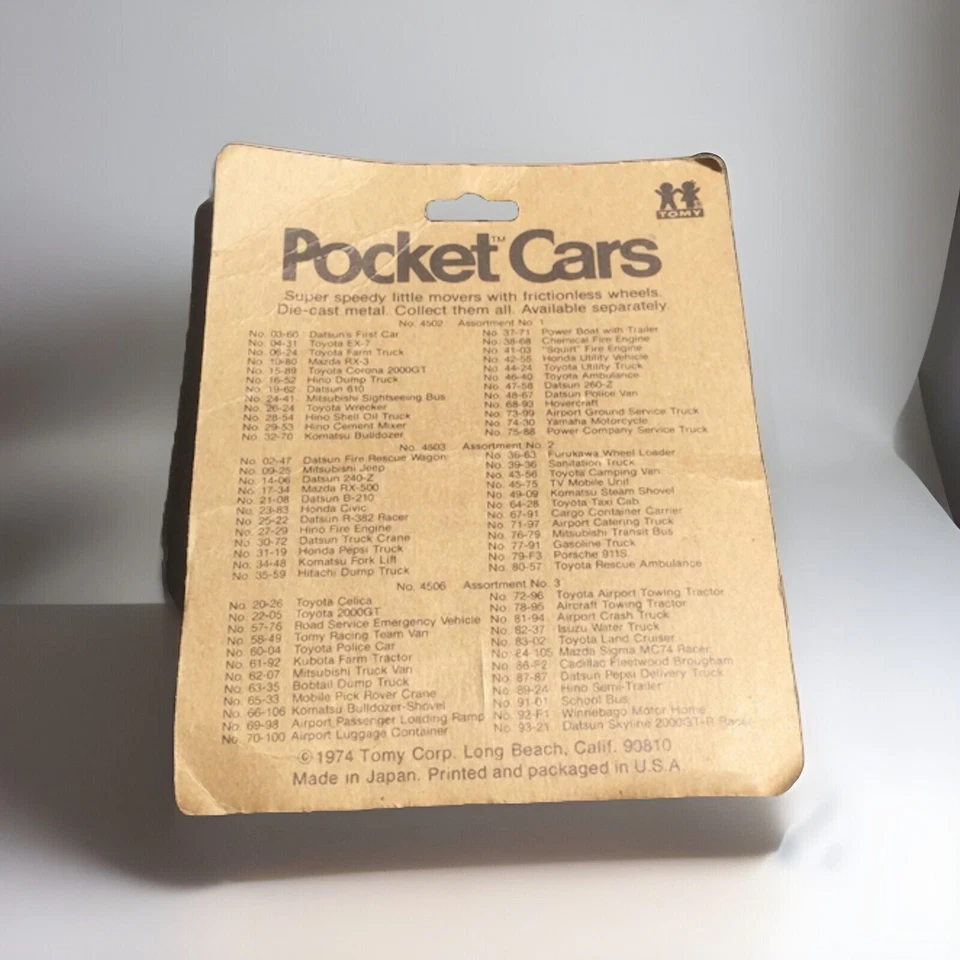 TOMY
Pocket™ Cars
Super speedy little movers with frictionless wheels.
Die-cast metal. Collect them all. Available separately.
No. 4502 Assortment No. 1
No. 03-60 Datsun's First Car
No. 04-31 Toyota EX-7
No. 06-24 Toyota Farm Truck
No. 10-80 Mazda RX-3
No. 15-89 Toyota Corona 2000GT
No. 16-52 Hino Dump Truck
No. 19-62 Datsun 610
No. 24-41 Mitsubishi Sightseeing Bus
No. 26-24 Toyota Wrecker
No. 28-54 Hino Shell Oil Truck
No. 29-53 Hino Cement Mixer
No. 32-70 Komatsu Bulldozer
No. 37-71 Power Boat with Trailer
No. 38-68 Chemical Fire Engine
No. 41-03 "Squirt" Fire Engine
No. 42-55 Honda Utility Vehicle
No. 44-24 Toyota Utility Truck
No. 46-40 Toyota Ambulance
No. 47-58 Datsun 260-Z
No. 48-67 Datsun Police Van
No. 68-93 Hovercraft
No. 73-99 Airport Ground Service Truck
No. 74-30 Yamaha Motorcycle
No. 75-88 Power Company Service Truck
No. 4503 Assortment No. 2
No. 02-47 Datsun Fire Rescue Wagon
No. 09-25 Mitsubishi Jeep
No. 14-06 Datsun 240-Z
No. 17-34 Mazda RX-500
No. 21-08 Datsun B-210
No. 23-83 Honda Civic
No. 25-22 Datsun R-382 Racer
No. 27-29 Hino Fire Engine
No. 30-72 Datsun Truck Crane
No. 31-19 Honda Pepsi Truck
No. 34-48 Komatsu Fork Lift
No. 35-59 Hitachi Dump Truck
No. 36-63 Furukawa Wheel Loader
No. 39-36 Sanitation Truck
No. 43-56 Toyota Camping Van
No. 45-75 TV Mobile Unit
No. 49-09 Komatsu Steam Shovel
No. 64-28 Toyota Taxi Cab
No. 67-91 Cargo Container Carrier
No. 71-97 Airport Catering Truck
No. 76-79 Mitsubishi Transit Bus
No. 77-91 Gasoline Truck
No. 79-F3 Porsche 911S
No. 80-57 Toyota Rescue Ambulance
No. 4506 Assortment No. 3
No. 20-26 Toyota Celica
No. 22-05 Toyota 2000GT
No. 57-76 Road Service Emergency Vehicle
No. 58-49 Tomy Racing Team Van
No. 60-04 Toyota Police Car
No. 61-92 Kubota Farm Tractor
No. 62-07 Mitsubishi Truck Van
No. 63-35 Bobtail Dump Truck
No. 65-33 Mobile Pick Rover Crane
No. 66-106 Komatsu Bulldozer-Shovel
No. 69-98 Airport Passenger Loading Ramp
No. 70-100 Airport Luggage Container
No. 72-96 Toyota Airport Towing Tractor
No. 78-95 Aircraft Towing Tractor
No. 81-94 Airport Crash Truck
No. 82-37 Isuzu Water Truck
No. 83-02 Toyota Land Cruiser
No. 84-105 Mazda Sigma MC74 Racer
No. 86-F2 Cadillac Fleetwood Brougham
No. 87-87 Datsun Pepsi Delivery Truck
No. 89-24 Hino Semi-Trailer
No. 91-01 School Bus
No. 92-F1 Winnebago Motor Home
No. 93-21 Datsun Skyline 2000GT-R Racer
©1974 Tomy Corp. Long Beach, Calif. 90810
Made in Japan. Printed and packaged in U.S.A.